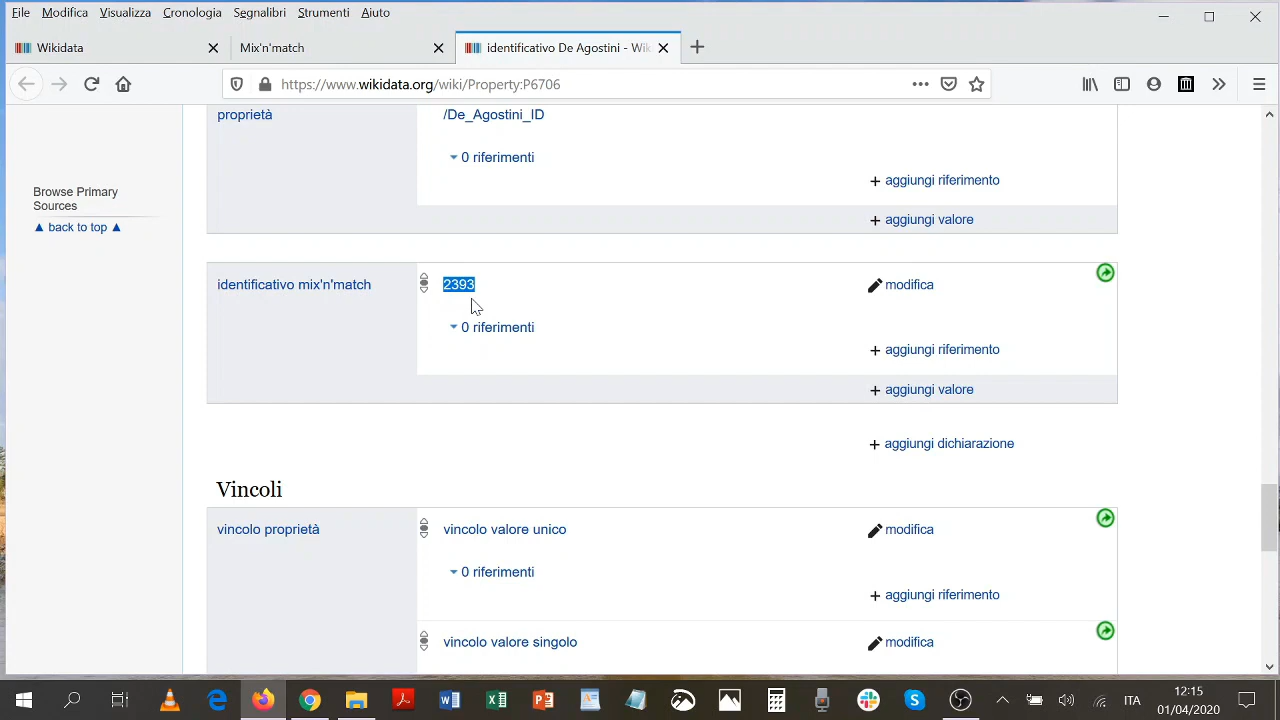 File Modifica Visualizza Cronologia Segnalibri Strumenti Aiuto
Wikidata
Mix'n'match
identificativo De Agostini - Wik
https://www.wikidata.org/wiki/Property:P6706
proprietà
/De_Agostini_ID
0 riferimenti
aggiungi riferimento
aggiungi valore
Browse Primary
Sources
▲ back to top ▲
identificativo mix'n'match
2393
modifica
0 riferimenti
aggiungi riferimento
aggiungi valore
aggiungi dichiarazione
Vincoli
vincolo proprietà
vincolo valore unico
modifica
0 riferimenti
aggiungi riferimento
vincolo valore singolo
modifica
ITA
12:15
01/04/2020